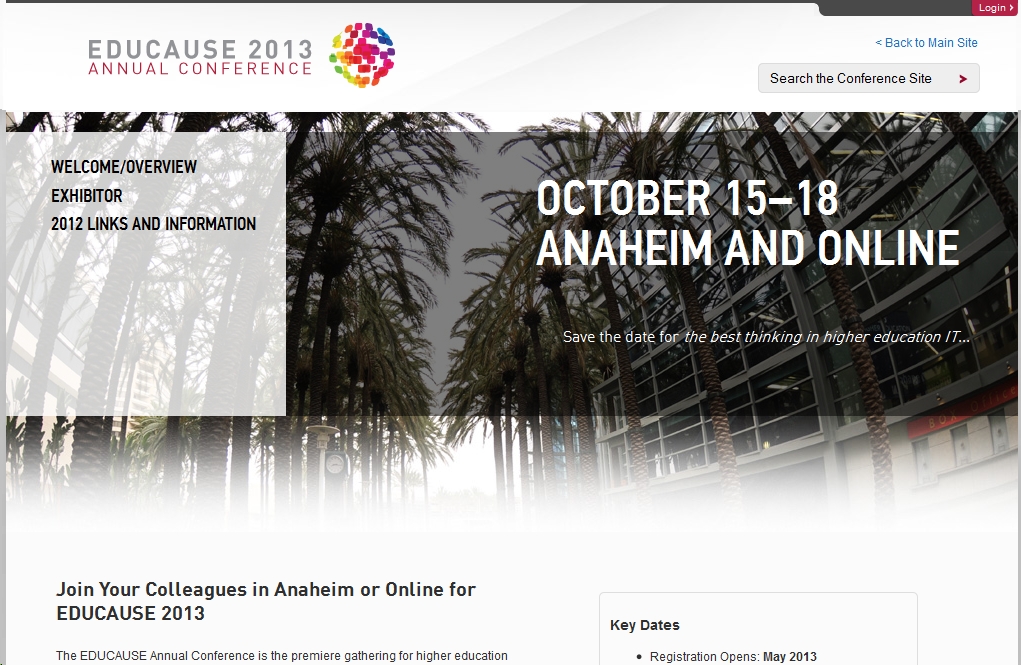 Login ›
EDUCAUSE 2013
ANNUAL CONFERENCE
< Back to Main Site
Search the Conference Site >
WELCOME/OVERVIEW
EXHIBITOR
2012 LINKS AND INFORMATION
OCTOBER 15–18
ANAHEIM AND ONLINE
Save the date for the best thinking in higher education IT...
BOX OFFICE
Join Your Colleagues in Anaheim or Online for
EDUCAUSE 2013
The EDUCAUSE Annual Conference is the premiere gathering for higher education
Key Dates
• Registration Opens: May 2013